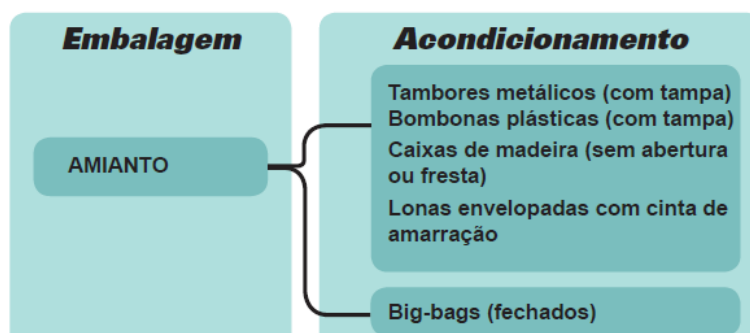 Embalagem
Acondicionamento
AMIANTO
Tambores metálicos (com tampa)
Bombonas plásticas (com tampa)
Caixas de madeira (sem abertura
ou fresta)
Lonas envelopadas com cinta de
amarração
Big-bags (fechados)